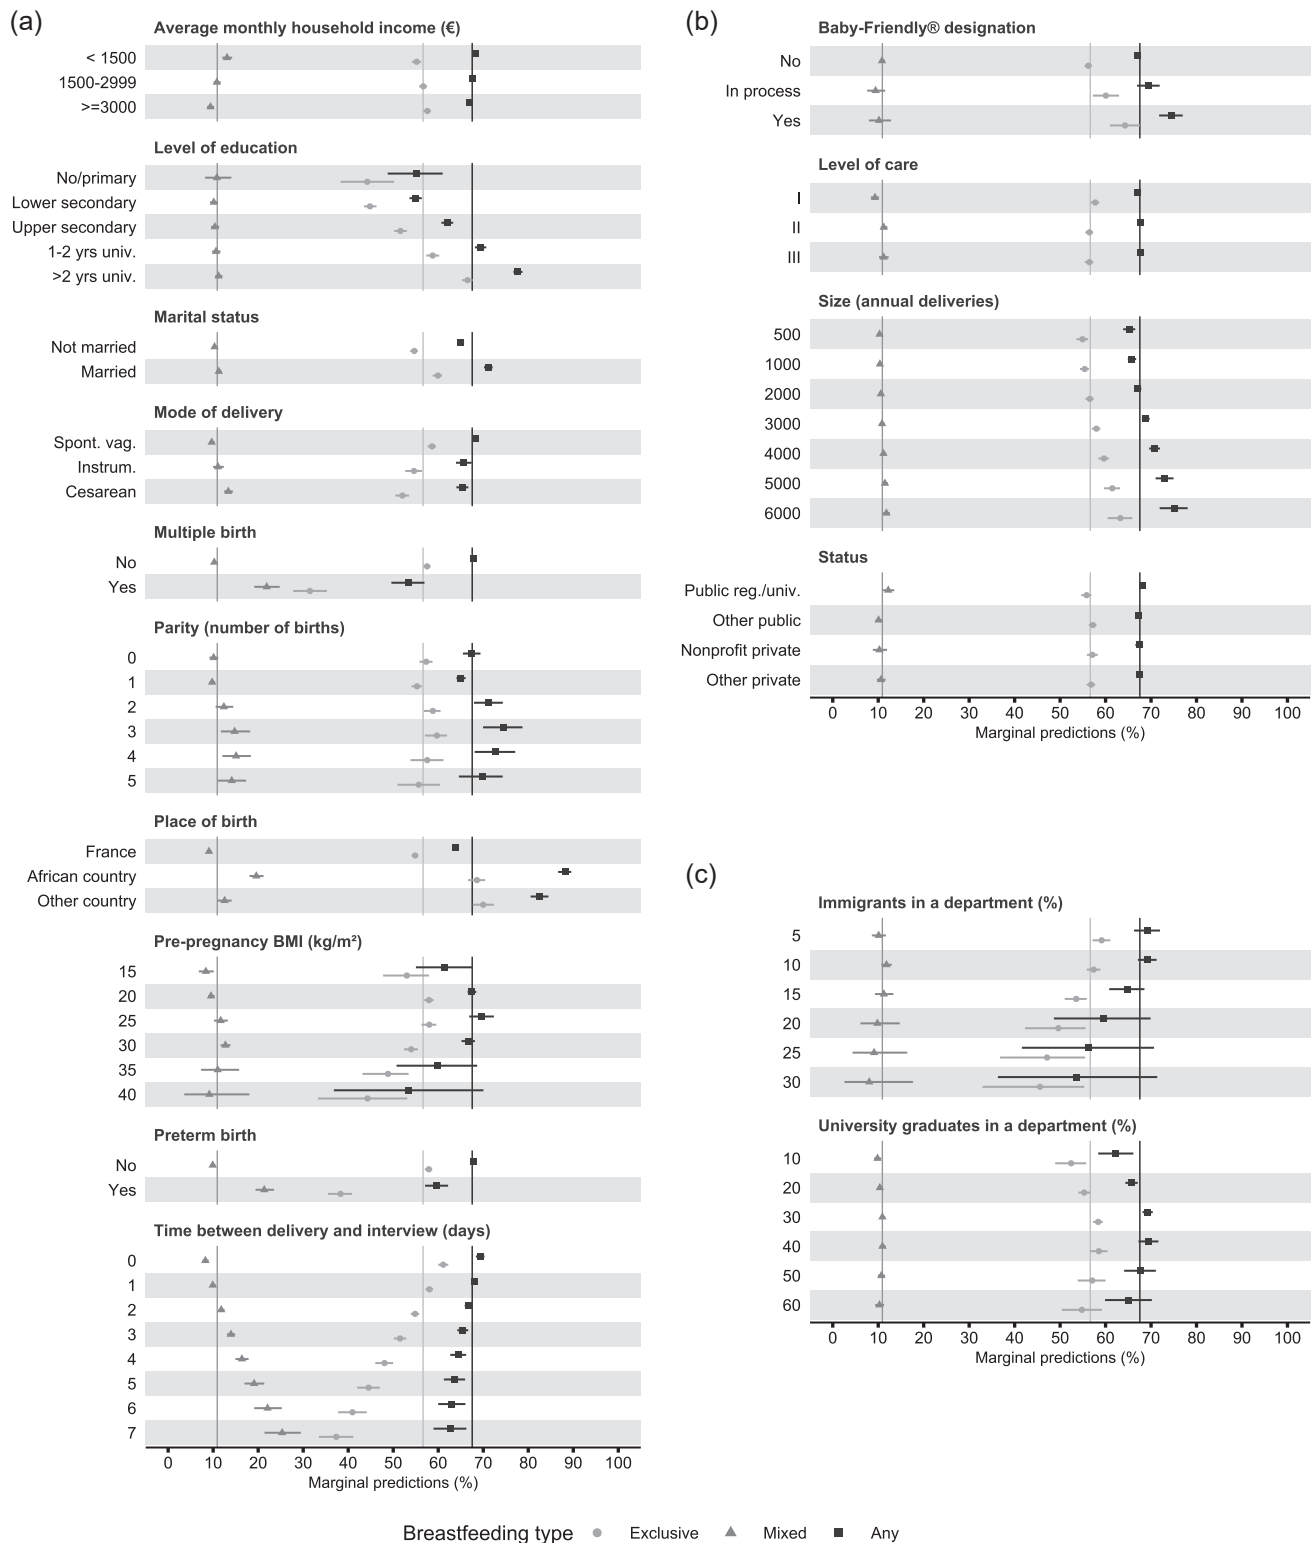 (a)
Average monthly household income (€)
< 1500
1500-2999
>=3000
Level of education
No/primary
Lower secondary
Upper secondary
1-2 yrs univ.
>2 yrs univ.
Marital status
Not married
Married
Mode of delivery
Spont. vag.
Instrum.
Cesarean
Multiple birth
No
Yes
Parity (number of births)
0
1
2
3
4
5
Place of birth
France
African country
Other country
Pre-pregnancy BMI (kg/m²)
15
20
25
30
35
40
Preterm birth
No
Yes
Time between delivery and interview (days)
0
1
2
3
4
5
6
7
0 10 20 30 40 50 60 70 80 90 100
Marginal predictions (%)
(b)
Baby-Friendly® designation
No
In process
Yes
Level of care
I
II
III
Size (annual deliveries)
500
1000
2000
3000
4000
5000
6000
Status
Public reg./univ.
Other public
Nonprofit private
Other private
0 10 20 30 40 50 60 70 80 90 100
Marginal predictions (%)
(c)
Immigrants in a department (%)
5
10
15
20
25
30
University graduates in a department (%)
10
20
30
40
50
60
0 10 20 30 40 50 60 70 80 90 100
Marginal predictions (%)
Breastfeeding type Exclusive Mixed Any